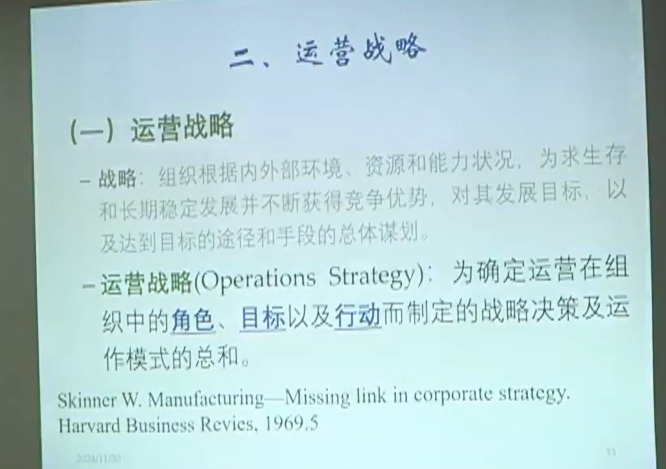 二、运营战略
(一) 运营战略
– 战略：组织根据内外部环境、资源和能力状况，为求生存
和长期稳定发展并不断获得竞争优势，对其发展目标，以
及达到目标的途径和手段的总体谋划。
–运营战略(Operations Strategy)：为确定运营在组
织中的角色、目标以及行动而制定的战略决策及运
作模式的总和。
Skinner W. Manufacturing—Missing link in corporate strategy.
Harvard Business Revies, 1969.5
2024/11/30